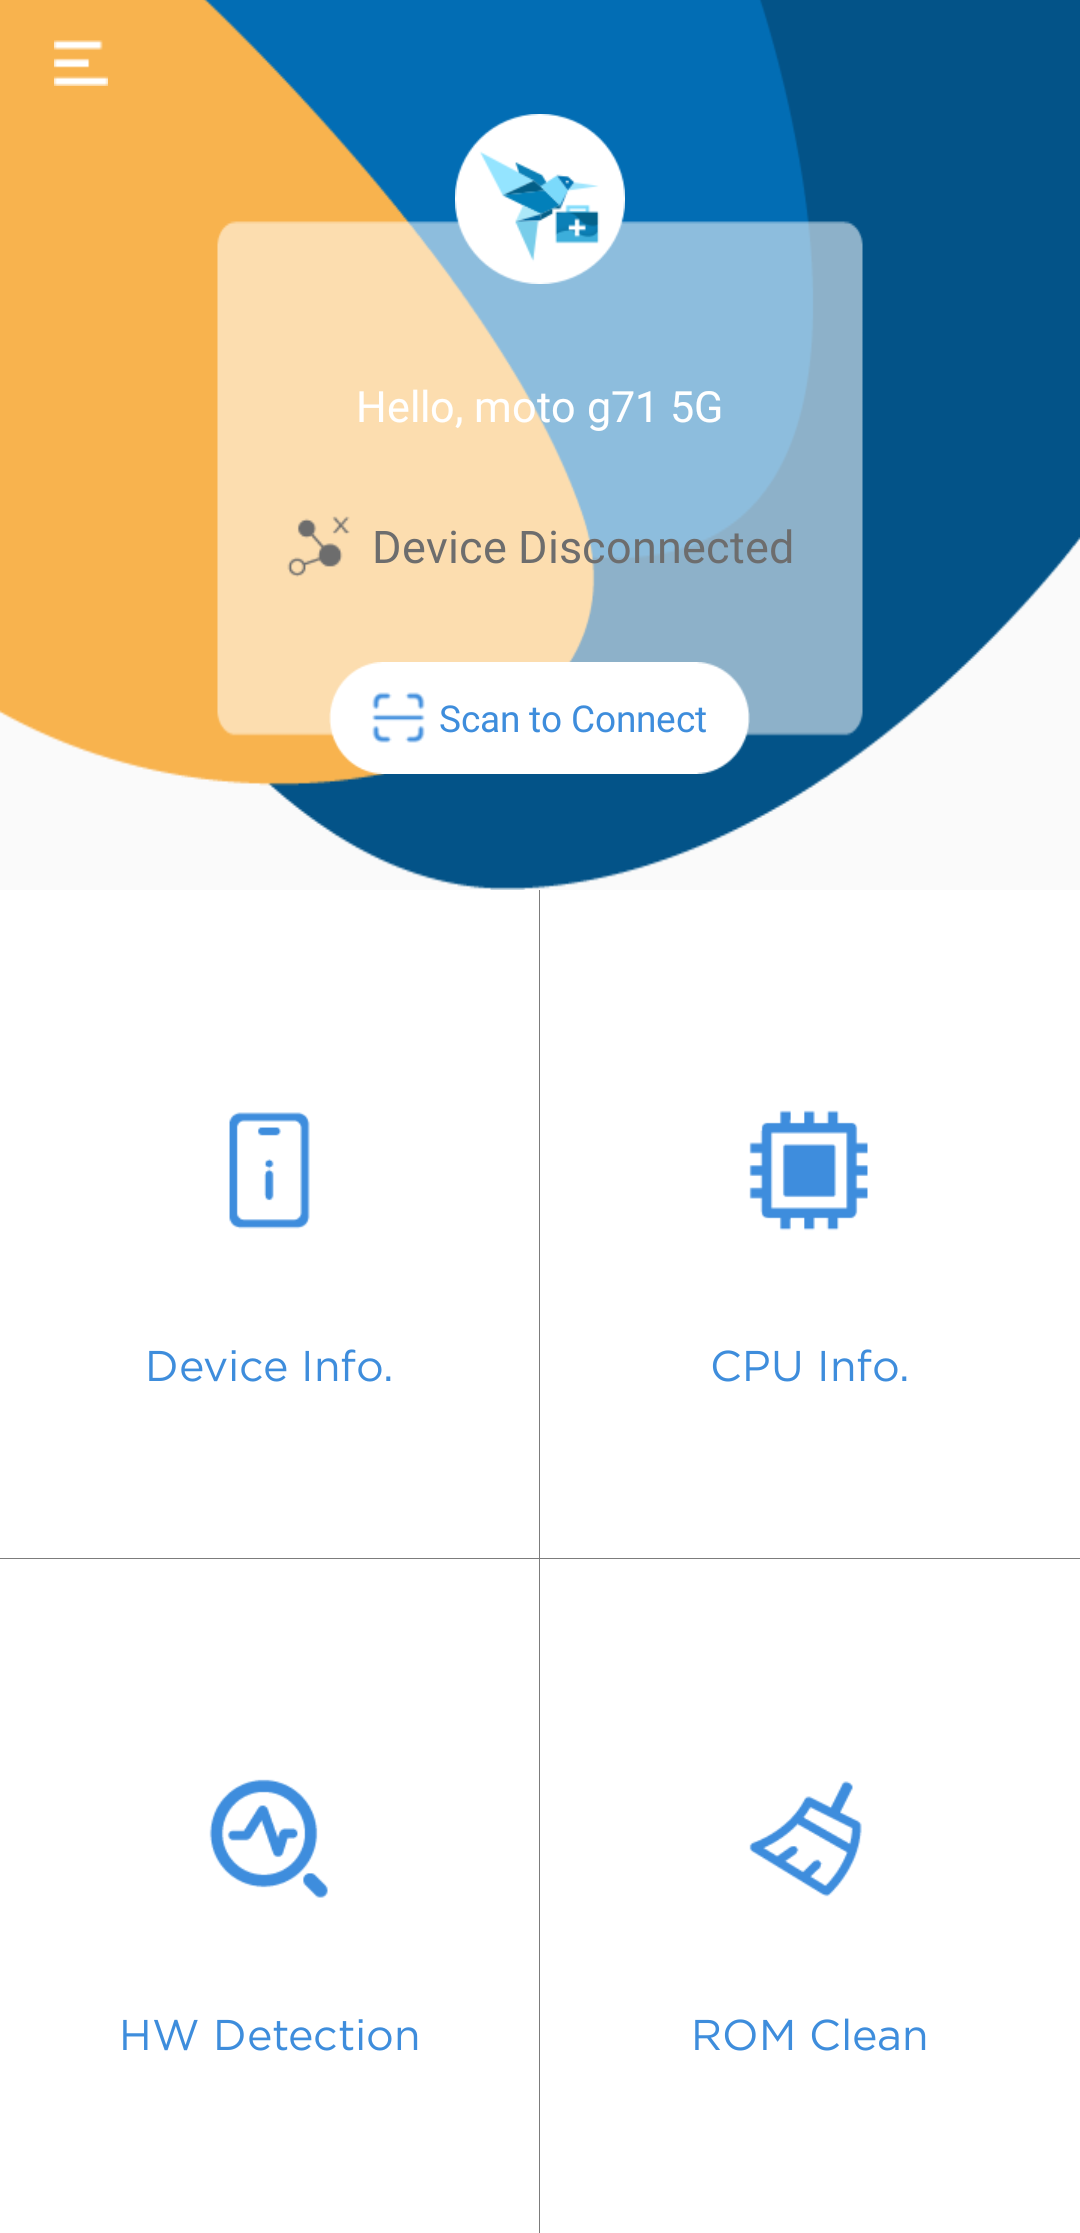 Hello, moto g71 5G
Device Disconnected
Scan to Connect
Device Info.
CPU Info.
HW Detection
ROM Clean